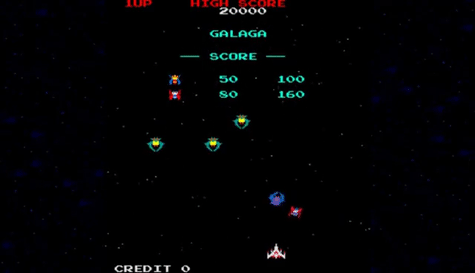 1UP HIGH SCORE
20000
GALAGA
— SCORE —
50 100
80 160
CREDIT 0